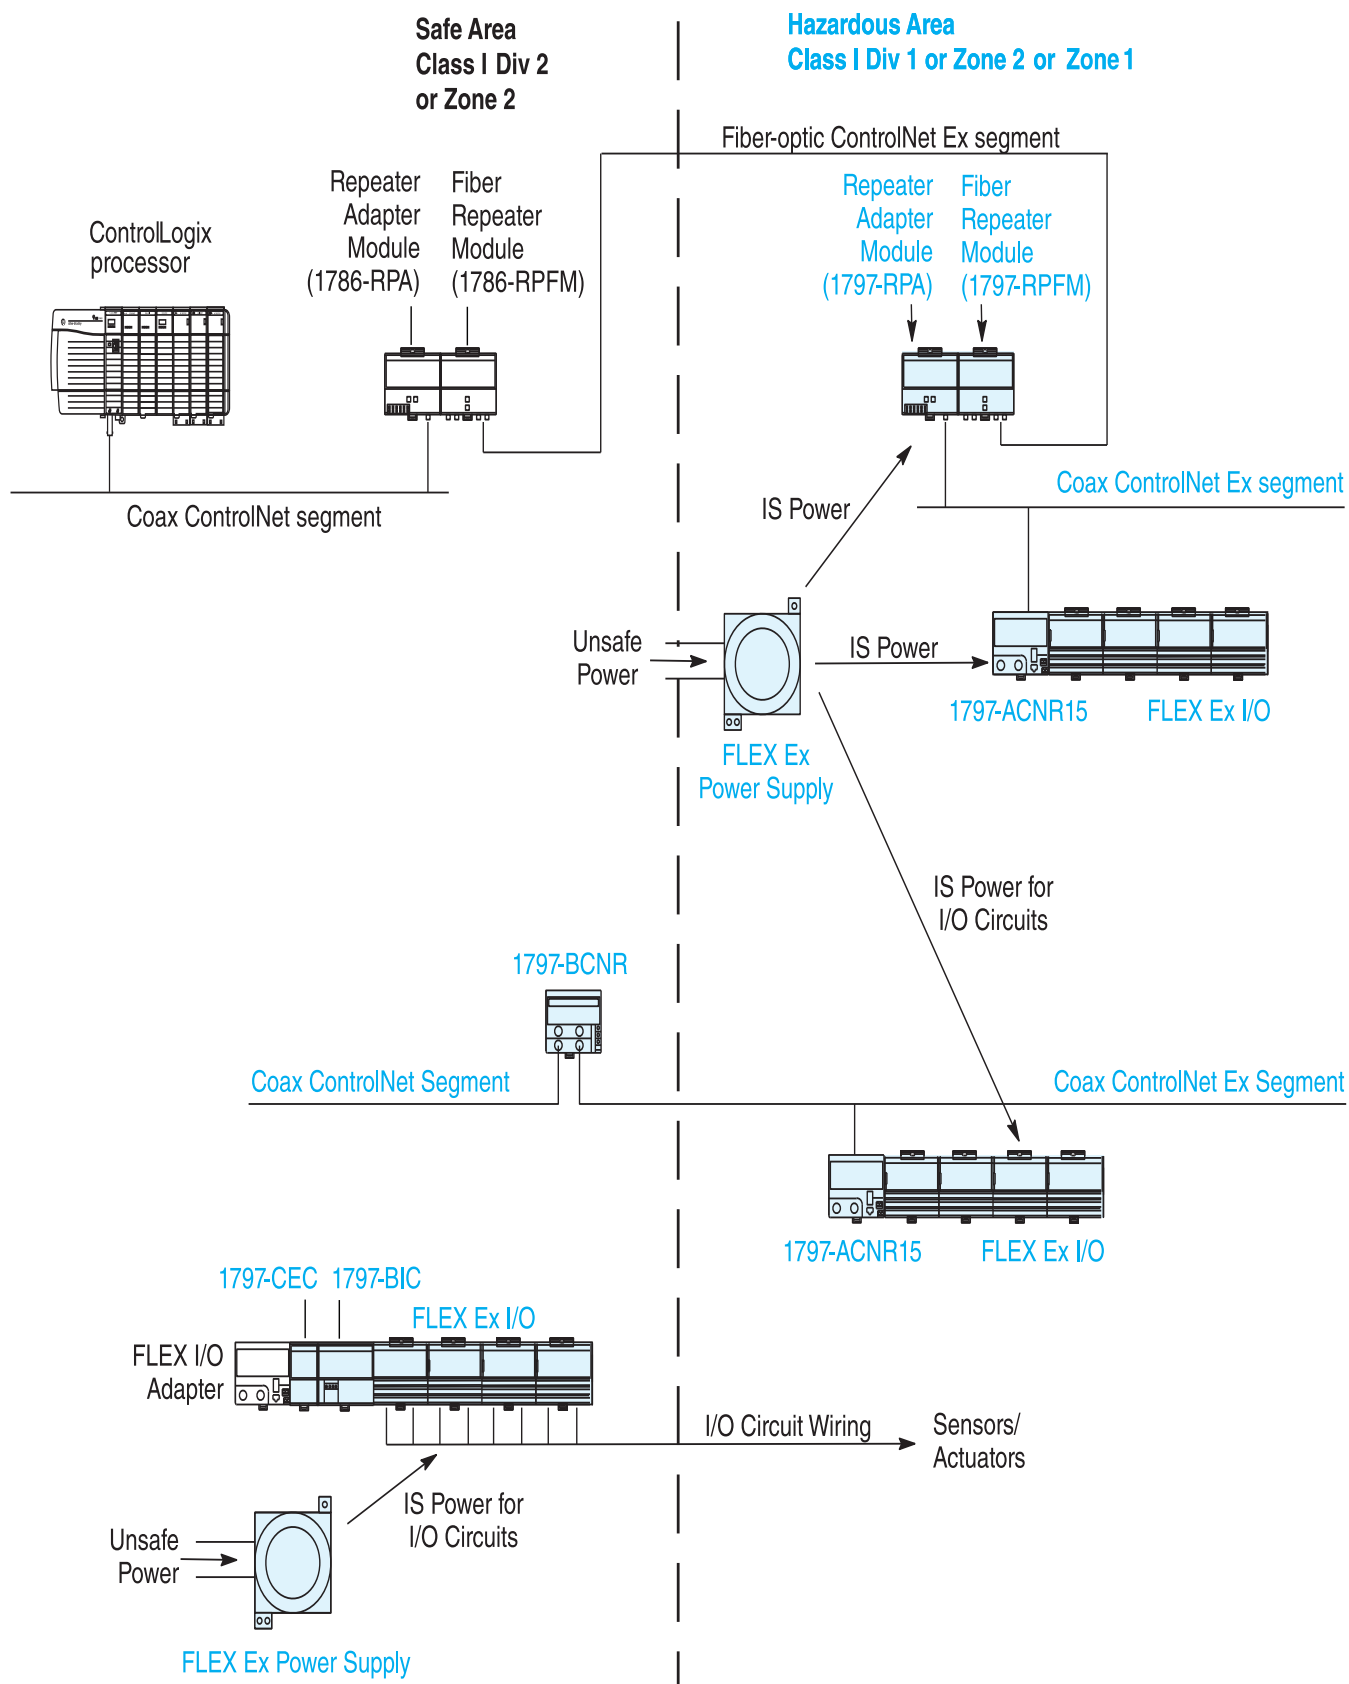 Safe Area
Class I Div 2
or Zone 2
Hazardous Area
Class I Div 1 or Zone 2 or Zone 1
Fiber-optic ControlNet Ex segment
Repeater
Adapter
Module
(1786-RPA)
Fiber
Repeater
Module
(1786-RPFM)
Repeater
Adapter
Module
(1797-RPA)
Fiber
Repeater
Module
(1797-RPFM)
ControlLogix
processor
Coax ControlNet segment
Coax ControlNet Ex segment
IS Power
Unsafe
Power
IS Power
1797-ACNR15
FLEX Ex I/O
FLEX Ex
Power Supply
IS Power for
I/O Circuits
1797-BCNR
Coax ControlNet Segment
Coax ControlNet Ex Segment
1797-ACNR15
FLEX Ex I/O
1797-CEC
1797-BIC
FLEX Ex I/O
FLEX I/O
Adapter
I/O Circuit Wiring
Sensors/
Actuators
IS Power for
I/O Circuits
Unsafe
Power
FLEX Ex Power Supply